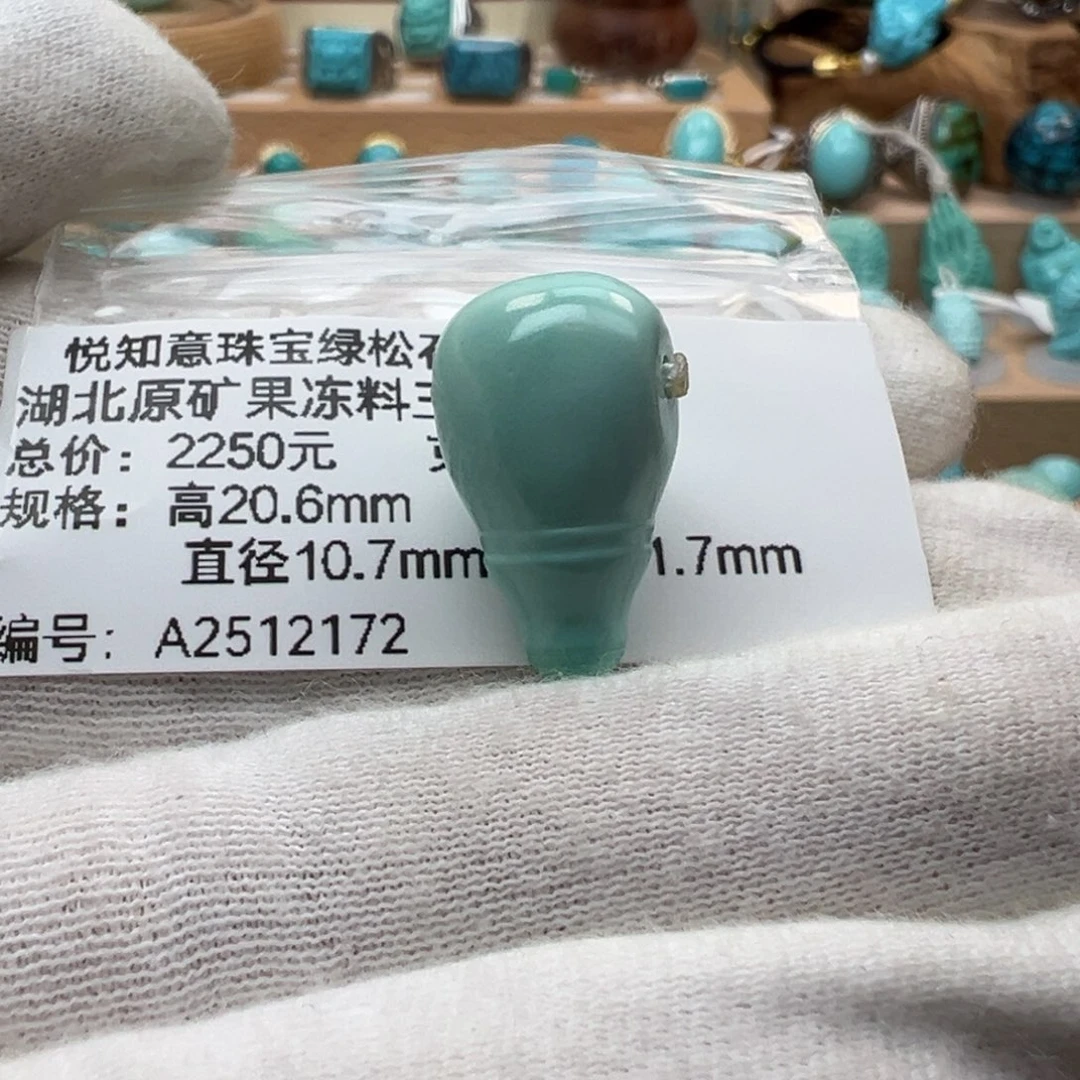 悦知意珠宝绿松
湖北原矿果冻料三
总价：2250元
规格：高20.6mm
直径10.7mm 1.7mm
编号：A2512172